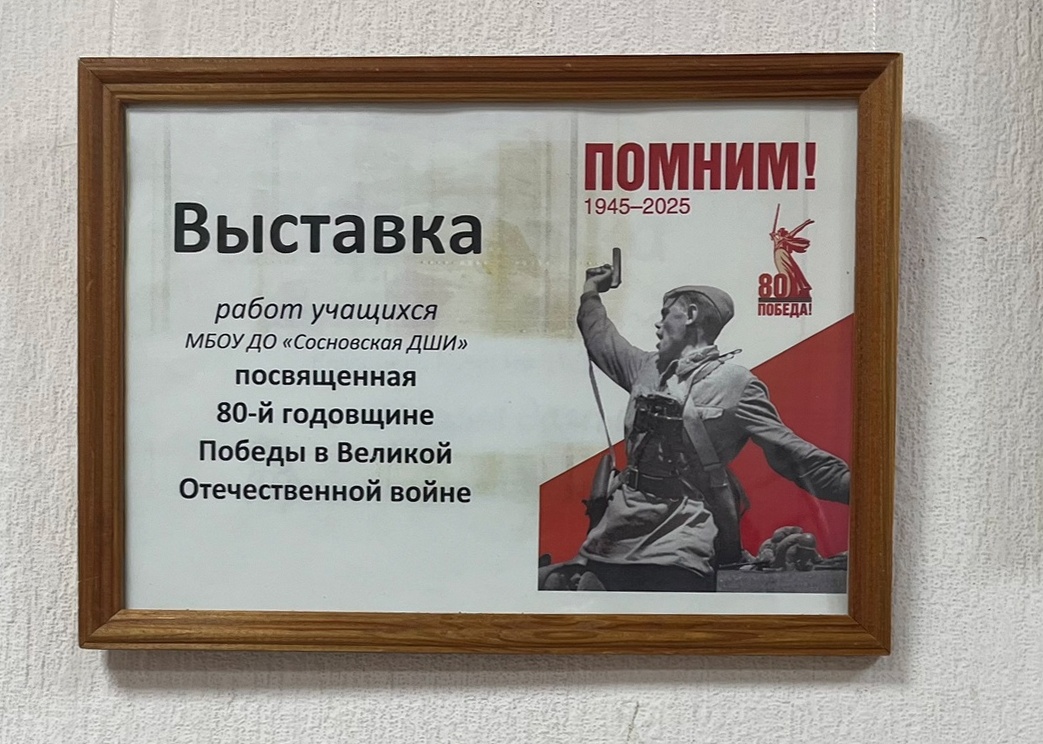 Выставка
работ учащихся
МБОУ ДО «Сосновская ДШИ»
посвященная
80-й годовщине
Победы в Великой
Отечественной войне
ПОМНИМ!
1945–2025
80
ПОБЕДА!